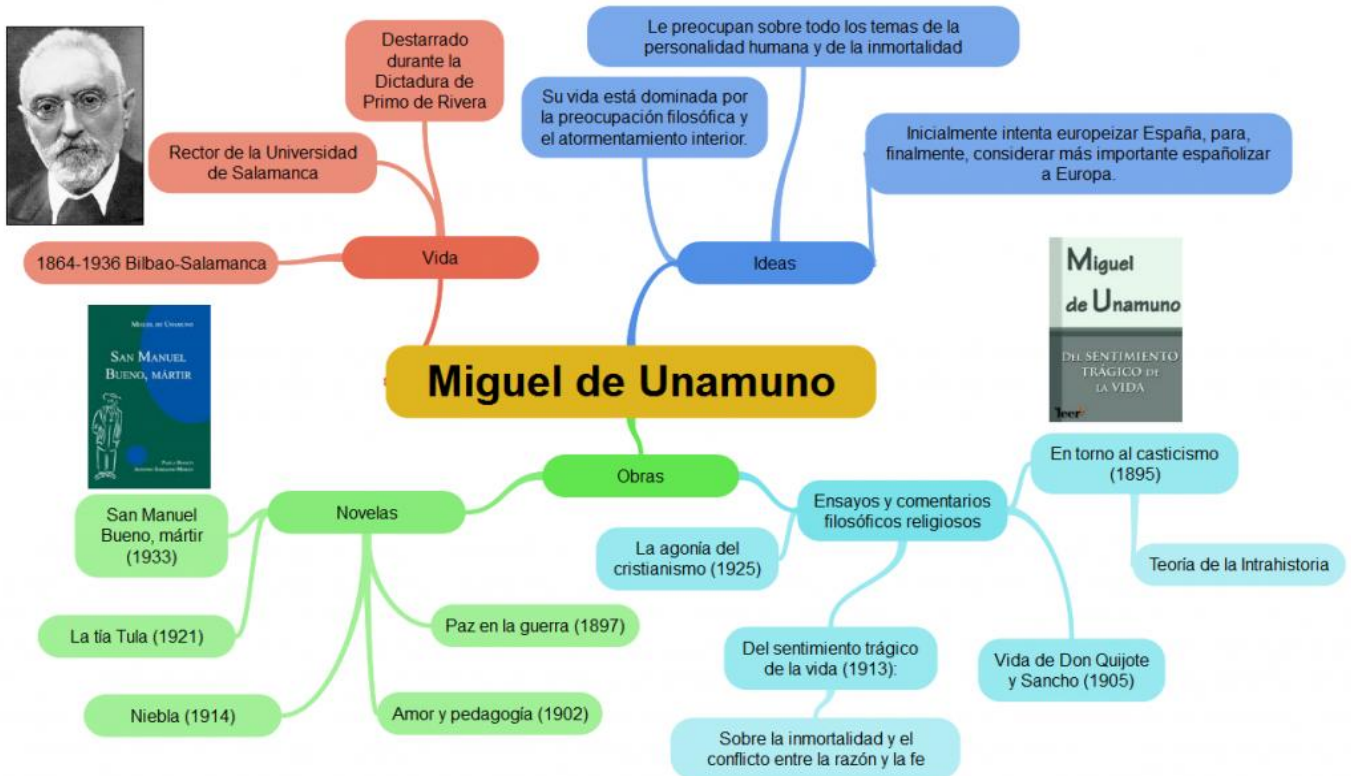 Destarrado
durante la
Dictadura de
Primo de Rivera
Rector de la Universidad
de Salamanca
1864-1936 Bilbao-Salamanca
Vida
Le preocupan sobre todo los temas de la
personalidad humana y de la inmortalidad
Su vida está dominada por
la preocupación filosófica y
el atormentamiento interior.
Inicialmente intenta europeizar España, para,
finalmente, considerar más importante españolizar
a Europa.
Ideas
MIGUEL DE UNAMUNO
SAN MANUEL
BUENO, MÁRTIR
Miguel
de Unamuno
DEL SENTIMIENTO
TRÁGICO DE
LA VIDA
leer
Miguel de Unamuno
Obras
Novelas
San Manuel
Bueno, mártir
(1933)
La tía Tula (1921)
Niebla (1914)
Paz en la guerra (1897)
Amor y pedagogía (1902)
Ensayos y comentarios
filosóficos religiosos
La agonía del
cristianismo (1925)
Del sentimiento trágico
de la vida (1913):
Sobre la inmortalidad y el
conflicto entre la razón y la fe
Vida de Don Quijote
y Sancho (1905)
En torno al casticismo
(1895)
Teoría de la Intrahistoria